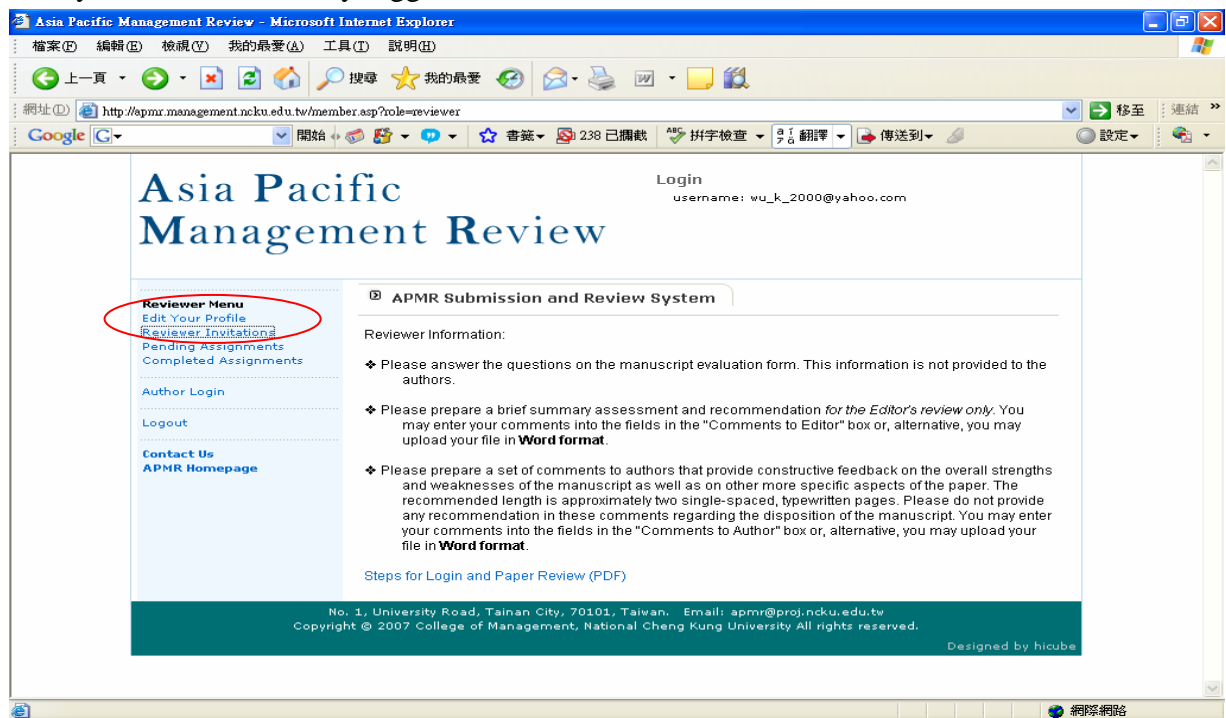 Asia Pacific Management Review - Microsoft Internet Explorer
檔案(F) 編輯(E) 檢視(V) 我的最愛(A) 工具(T) 說明(H)
上一頁 搜尋 我的最愛
網址(D) http://apmr.management.ncku.edu.tw/member.asp?role=reviewer 移至 連結 »
Google G 開始 書籤 238 已攔截 拼字檢查 翻譯 傳送到 設定
Asia Pacific
Management Review
Login
username: wu_k_2000@yahoo.com
Reviewer Menu
Edit Your Profile
Reviewer Invitations
Pending Assignments
Completed Assignments
Author Login
Logout
Contact Us
APMR Homepage
APMR Submission and Review System
Reviewer Information:
❖ Please answer the questions on the manuscript evaluation form. This information is not provided to the
authors.
❖ Please prepare a brief summary assessment and recommendation for the Editor's review only. You
may enter your comments into the fields in the "Comments to Editor" box or, alternative, you may
upload your file in Word format.
❖ Please prepare a set of comments to authors that provide constructive feedback on the overall strengths
and weaknesses of the manuscript as well as on other more specific aspects of the paper. The
recommended length is approximately two single-spaced, typewritten pages. Please do not provide
any recommendation in these comments regarding the disposition of the manuscript. You may enter
your comments into the fields in the "Comments to Author" box or, alternative, you may upload your
file in Word format.
Steps for Login and Paper Review (PDF)
No. 1, University Road, Tainan City, 70101, Taiwan. Email: apmr@proj.ncku.edu.tw
Copyright © 2007 College of Management, National Cheng Kung University All rights reserved.
Designed by hicube
網際網路